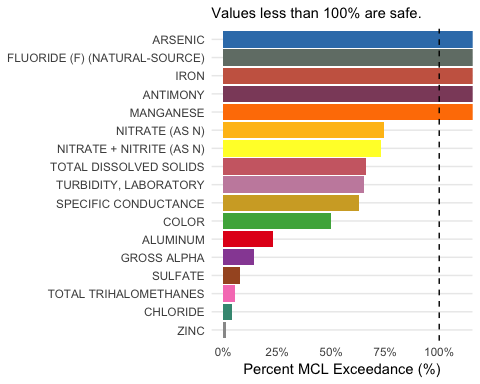 Values less than 100% are safe.
ARSENIC
FLUORIDE (F) (NATURAL-SOURCE)
IRON
ANTIMONY
MANGANESE
NITRATE (AS N)
NITRATE + NITRITE (AS N)
TOTAL DISSOLVED SOLIDS
TURBIDITY, LABORATORY
SPECIFIC CONDUCTANCE
COLOR
ALUMINUM
GROSS ALPHA
SULFATE
TOTAL TRIHALOMETHANES
CHLORIDE
ZINC
0% 25% 50% 75% 100%
Percent MCL Exceedance (%)